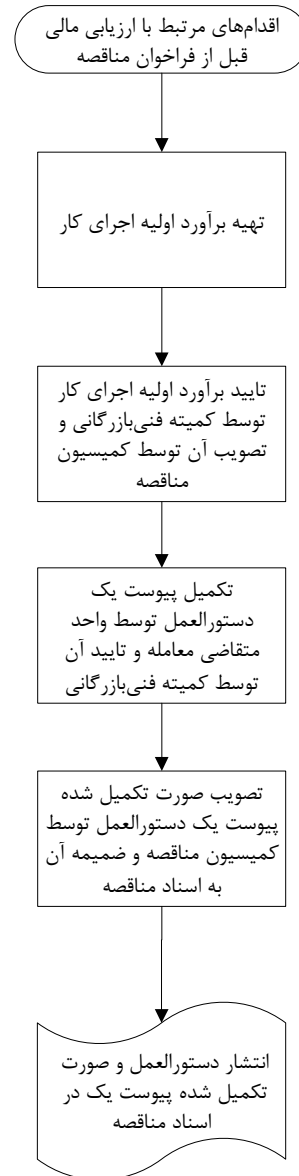 اقدام‌های مرتبط با ارزیابی مالی
قبل از فراخوان مناقصه
تهیه برآورد اولیه اجرای کار
تایید برآورد اولیه اجرای کار
توسط کمیته فنی‌بازرگانی و
تصویب آن توسط کمیسیون
مناقصه
تکمیل پیوست یک
دستورالعمل توسط واحد
متقاضی معامله و تایید آن
توسط کمیته فنی‌بازرگانی
تصویب صورت تکمیل شده
پیوست یک دستورالعمل توسط
کمیسیون مناقصه و ضمیمه آن
به اسناد مناقصه
انتشار دستورالعمل و صورت
تکمیل شده پیوست یک در
اسناد مناقصه